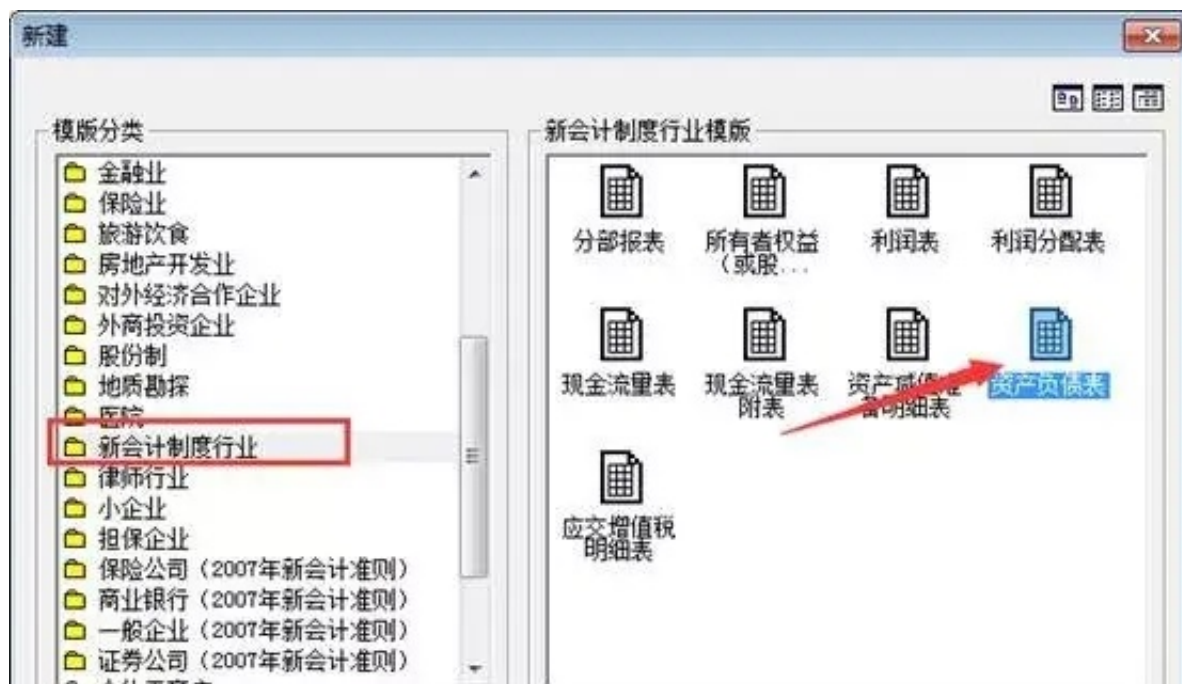 新建
模版分类
金融业
保险业
旅游饮食
房地产开发业
对外经济合作企业
外商投资企业
股份制
地质勘探
医院
新会计制度行业
律师行业
小企业
担保企业
保险公司（2007年新会计准则）
商业银行（2007年新会计准则）
一般企业（2007年新会计准则）
证券公司（2007年新会计准则）
新会计制度行业模版
分部报表
所有者权益
（或股...
利润表
利润分配表
现金流量表
现金流量表
附表
资产减值准
备明细表
资产负债表
应交增值税
明细表